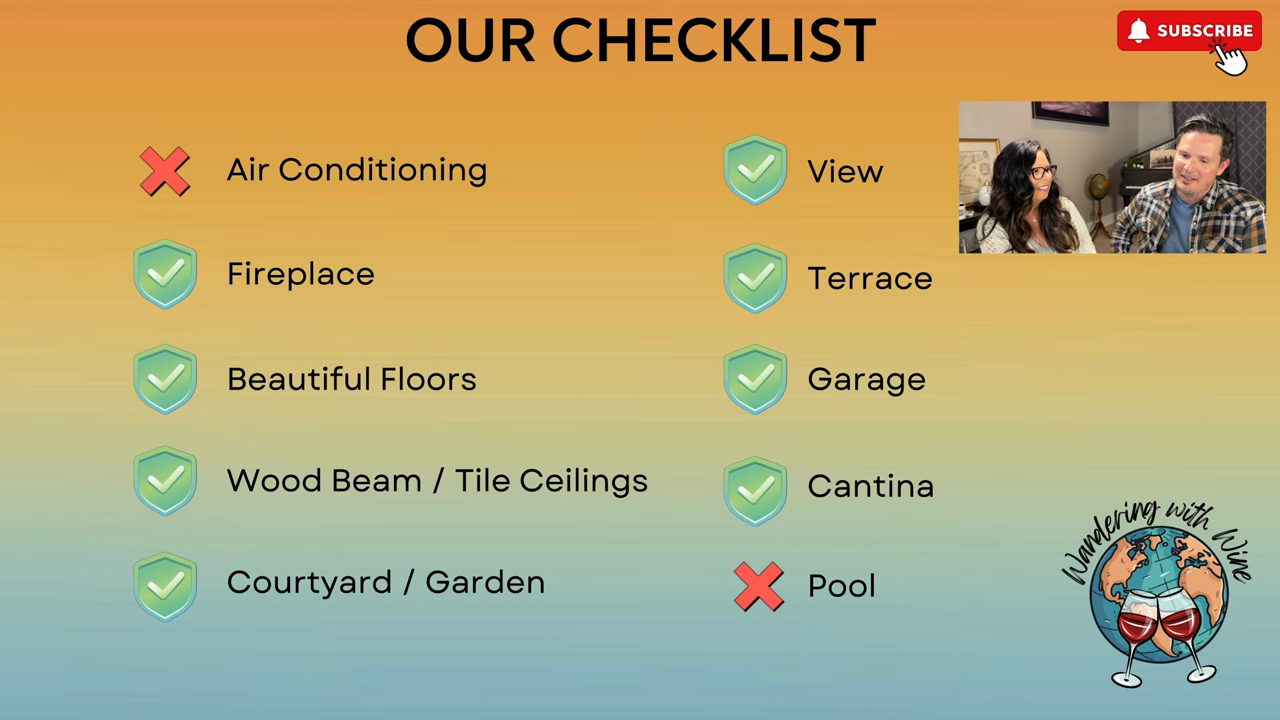 OUR CHECKLIST
SUBSCRIBE
Air Conditioning
Fireplace
Beautiful Floors
Wood Beam / Tile Ceilings
Courtyard / Garden
View
Terrace
Garage
Cantina
Pool
Wandering with Wine